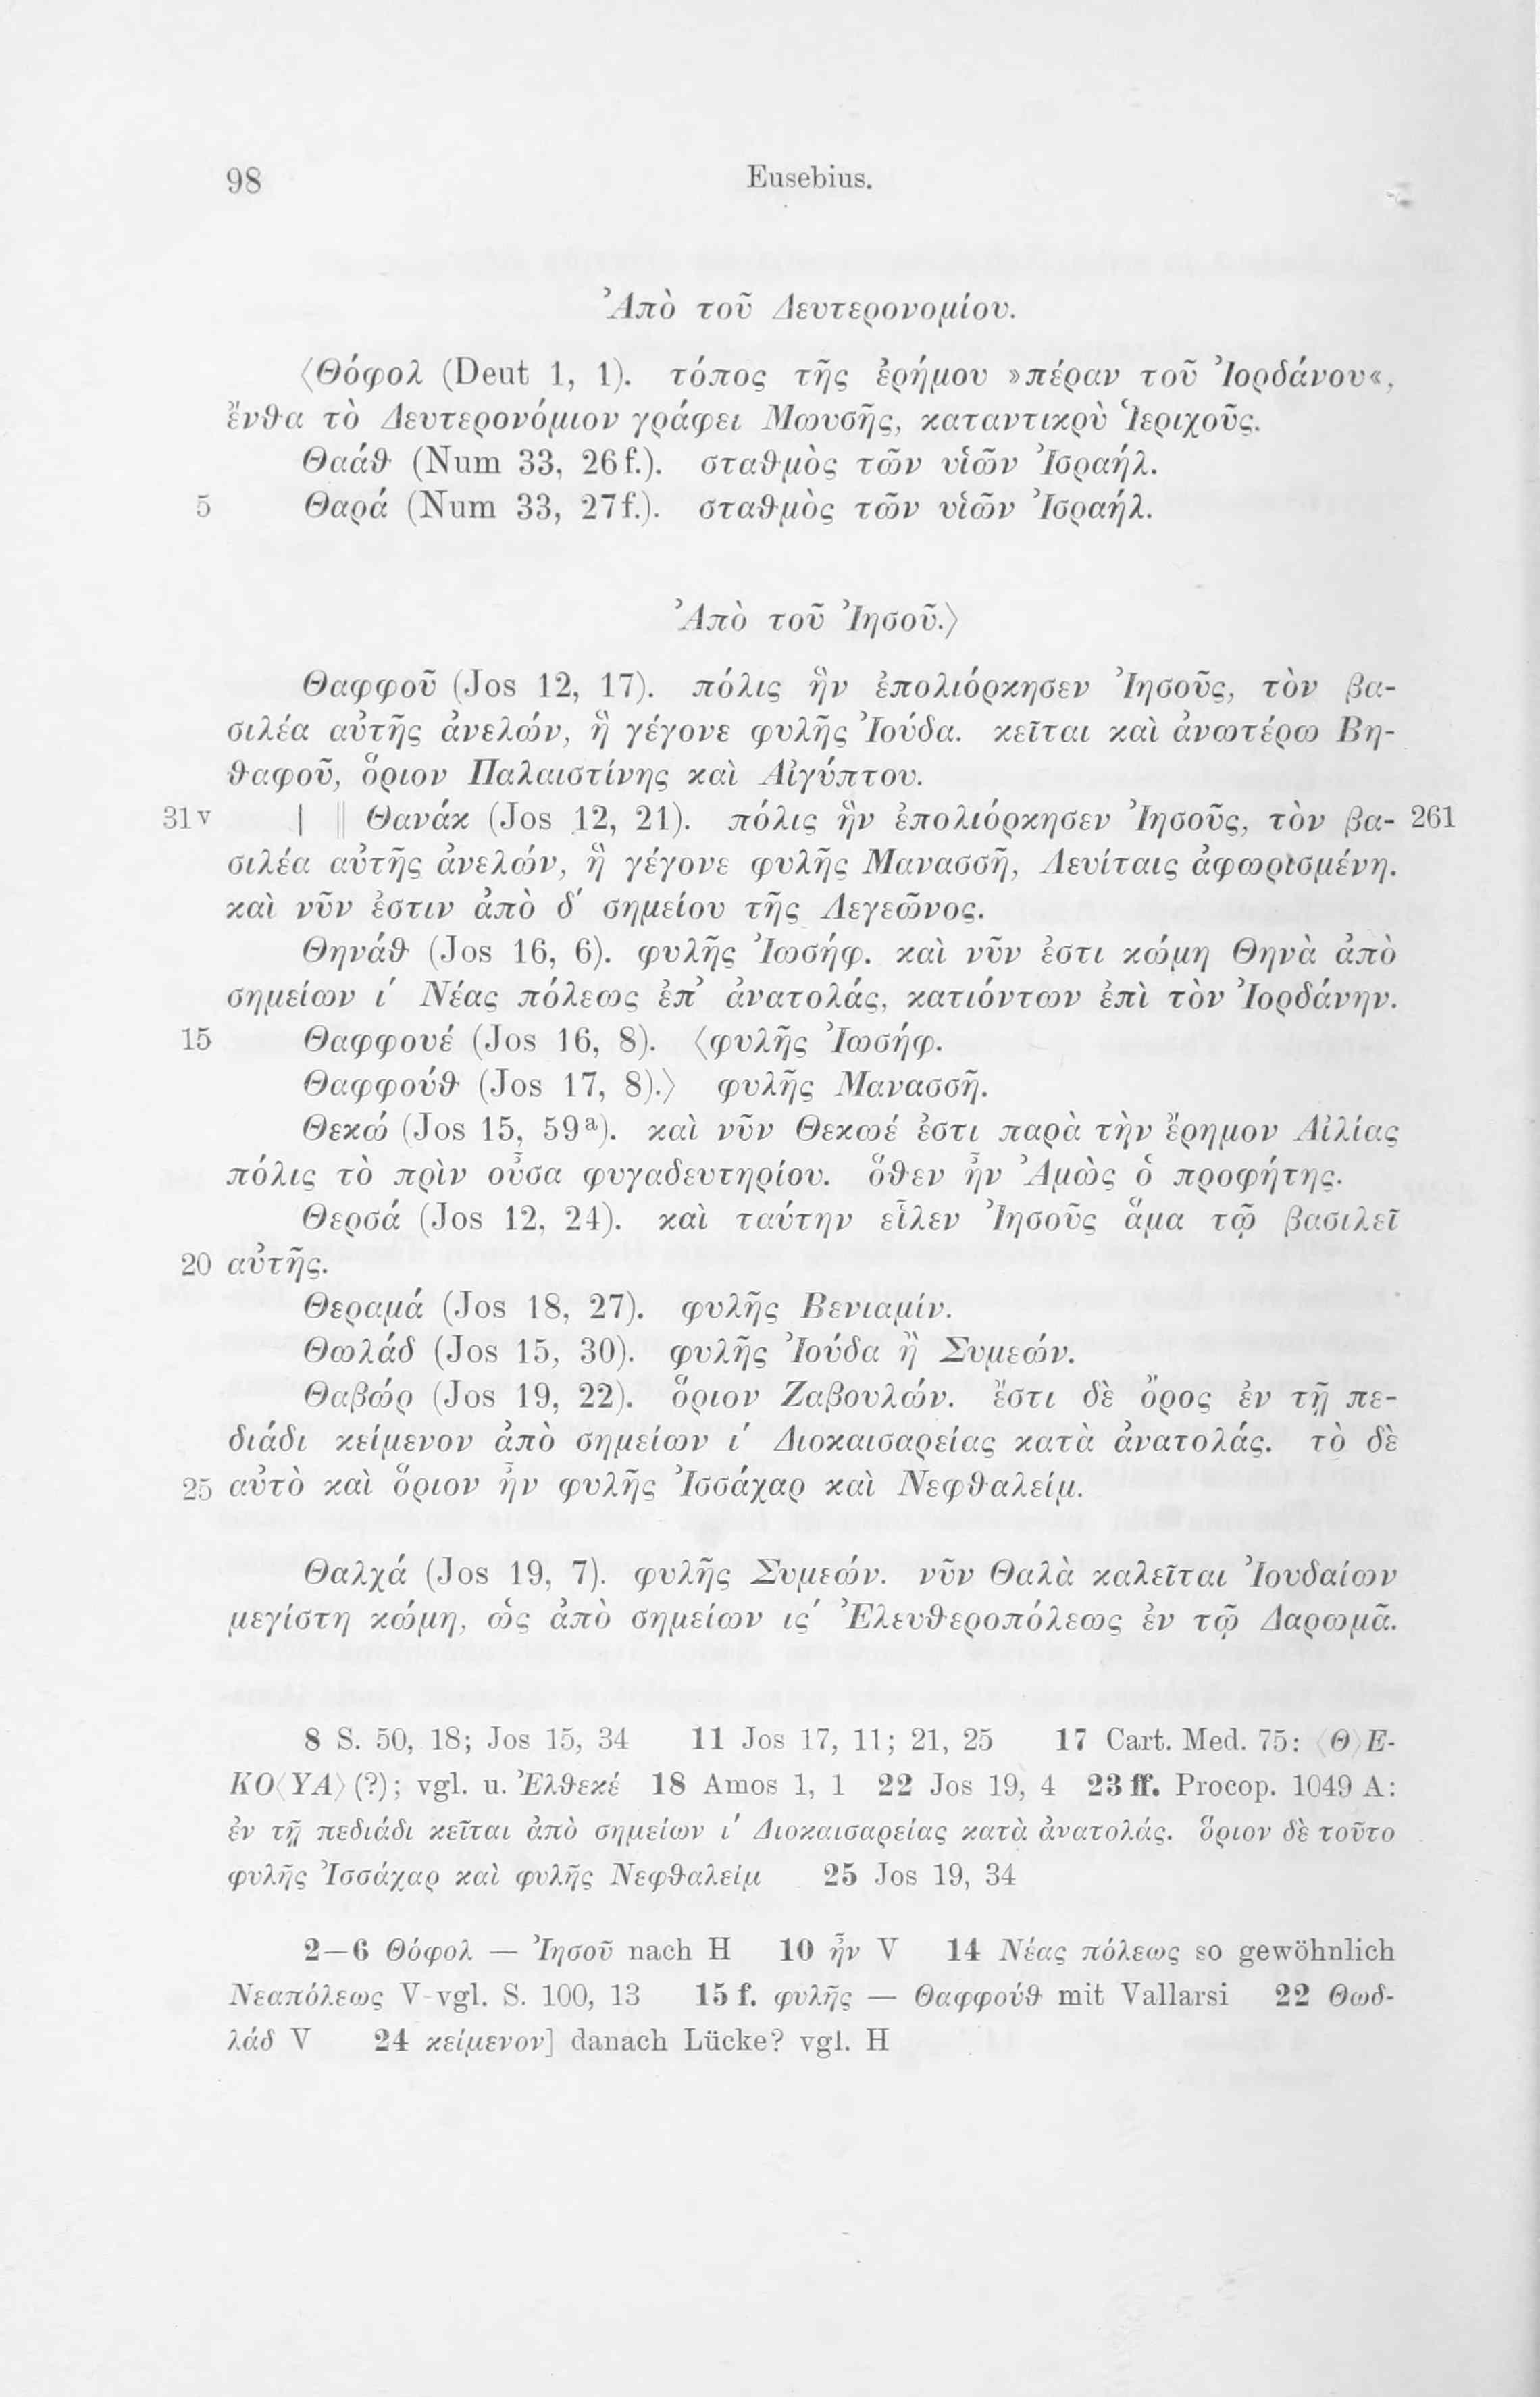 98 Eusebius.
Ἀπὸ τοῦ Δευτερονομίου.
⟨Θόφολ (Deut 1, 1). τόπος τῆς ἐρήμου »πέραν τοῦ Ἰορδάνου«,
ἔνθα τὸ Δευτερονόμιον γράφει Μωυσῆς, καταντικρὺ Ἱεριχοῦς.
Θαάθ (Num 33, 26 f.). σταθμὸς τῶν υἱῶν Ἰσραήλ.
5 Θαρά (Num 33, 27 f.). σταθμὸς τῶν υἱῶν Ἰσραήλ.
Ἀπὸ τοῦ Ἰησοῦ.⟩
Θαφφοῦ (Jos 12, 17). πόλις ἣν ἐπολιόρκησεν Ἰησοῦς, τὸν βα-
σιλέα αὐτῆς ἀνελών, ἣ γέγονε φυλῆς Ἰούδα. κεῖται καὶ ἀνωτέρω Βη-
θαφοῦ, ὅριον Παλαιστίνης καὶ Αἰγύπτου.
31v | ‖ Θανάκ (Jos 12, 21). πόλις ἣν ἐπολιόρκησεν Ἰησοῦς, τὸν βα- 261
σιλέα αὐτῆς ἀνελών, ἣ γέγονε φυλῆς Μανασσῆ, Λευίταις ἀφωρισμένη.
καὶ νῦν ἐστιν ἀπὸ δ′ σημείου τῆς Λεγεῶνος.
Θηνάθ (Jos 16, 6). φυλῆς Ἰωσήφ. καὶ νῦν ἐστι κώμη Θηνὰ ἀπὸ
σημείων ι′ Νέας πόλεως ἐπ’ ἀνατολάς, κατιόντων ἐπὶ τὸν Ἰορδάνην.
15 Θαφφουέ (Jos 16, 8). ⟨φυλῆς Ἰωσήφ.
Θαφφούθ (Jos 17, 8).⟩ φυλῆς Μανασσῆ.
Θεκώ (Jos 15, 59a). καὶ νῦν Θεκωέ ἐστι παρὰ τὴν ἔρημον Αἰλίας
πόλις τὸ πρὶν οὖσα φυγαδευτηρίου. ὅθεν ἦν Ἀμὼς ὁ προφήτης.
Θερσά (Jos 12, 24). καὶ ταύτην εἷλεν Ἰησοῦς ἅμα τῷ βασιλεῖ
20 αὐτῆς.
Θεραμά (Jos 18, 27). φυλῆς Βενιαμίν.
Θωλάδ (Jos 15, 30). φυλῆς Ἰούδα ἢ Συμεών.
Θαβώρ (Jos 19, 22). ὅριον Ζαβουλών. ἔστι δὲ ὄρος ἐν τῇ πε-
διάδι κείμενον ἀπὸ σημείων ι′ Διοκαισαρείας κατὰ ἀνατολάς. τὸ δὲ
25 αὐτὸ καὶ ὅριον ἦν φυλῆς Ἰσσάχαρ καὶ Νεφθαλείμ.
Θαλχά (Jos 19, 7). φυλῆς Συμεών. νῦν Θαλὰ καλεῖται Ἰουδαίων
μεγίστη κώμη, ὡς ἀπὸ σημείων ις′ Ἐλευθεροπόλεως ἐν τῷ Δαρωμᾶ.
8 S. 50, 18; Jos 15, 34 11 Jos 17, 11; 21, 25 17 Cart. Med. 75: ⟨Θ⟩Ε-
ΚΟ⟨ΥΑ⟩(?); vgl. u. Ἐλθεκέ 18 Amos 1, 1 22 Jos 19, 4 23 ff. Procop. 1049 A:
ἐν τῇ πεδιάδι κεῖται ἀπὸ σημείων ι′ Διοκαισαρείας κατὰ ἀνατολάς. ὅριον δὲ τοῦτο
φυλῆς Ἰσσάχαρ καὶ φυλῆς Νεφθαλείμ 25 Jos 19, 34
2—6 Θόφολ — Ἰησοῦ nach H 10 ἦν V 14 Νέας πόλεως so gewöhnlich
Νεαπόλεως V vgl. S. 100, 13 15 f. φυλῆς — Θαφφούθ mit Vallarsi 22 Θωδ-
λάδ V 24 κείμενον] danach Lücke? vgl. H